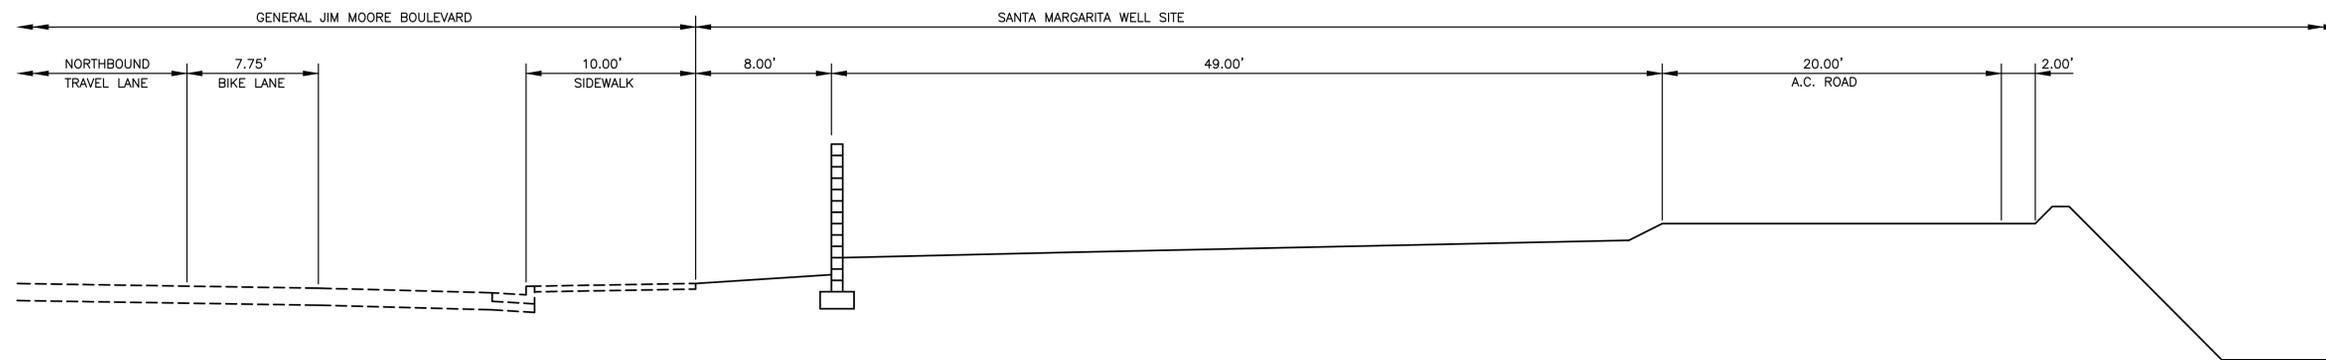 GENERAL JIM MOORE BOULEVARD
SANTA MARGARITA WELL SITE
NORTHBOUND
TRAVEL LANE
7.75'
BIKE LANE
10.00'
SIDEWALK
8.00'
49.00'
20.00'
A.C. ROAD
2.00'